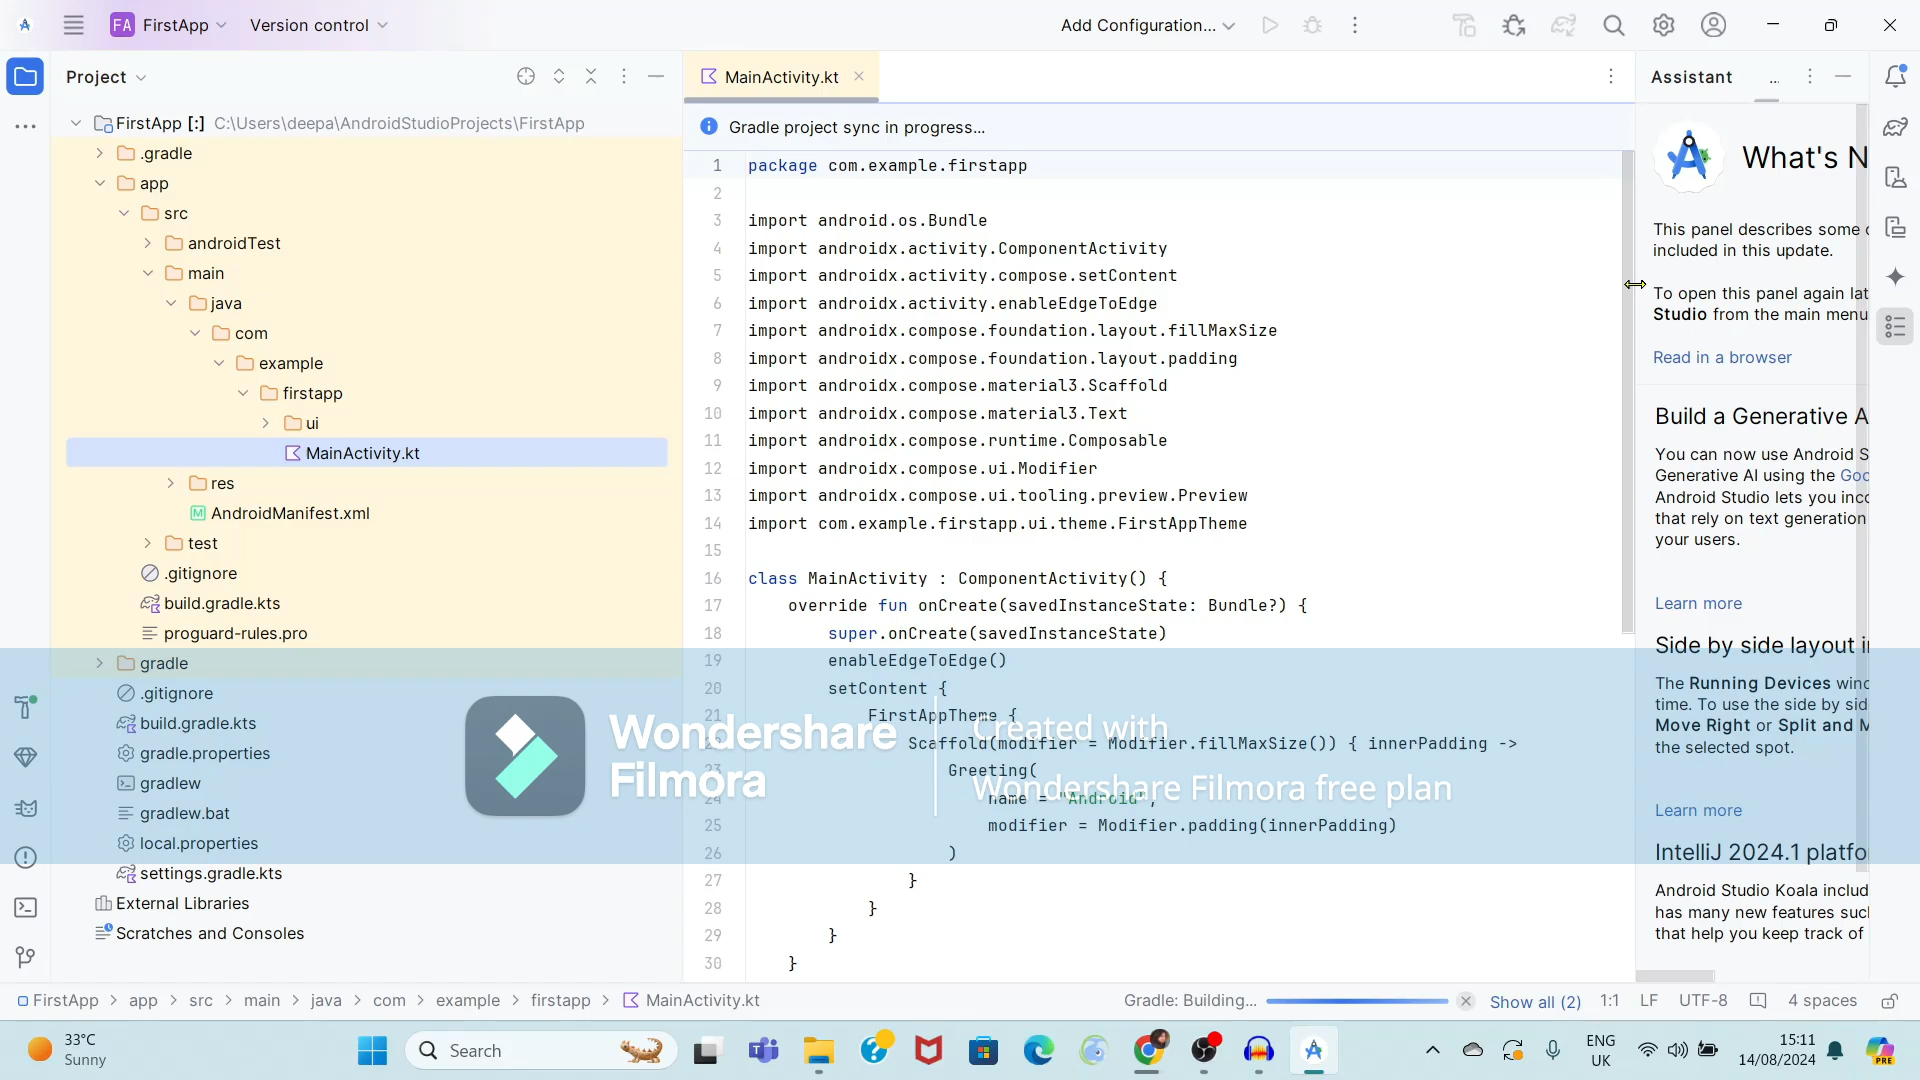 FA FirstApp Version control Add Configuration...
Project
FirstApp [:] C:\Users\deepa\AndroidStudioProjects\FirstApp
.gradle
app
src
androidTest
main
java
com
example
firstapp
ui
MainActivity.kt
res
AndroidManifest.xml
test
.gitignore
build.gradle.kts
proguard-rules.pro
gradle
.gitignore
build.gradle.kts
gradle.properties
gradlew
gradlew.bat
local.properties
settings.gradle.kts
External Libraries
Scratches and Consoles
MainActivity.kt
Gradle project sync in progress...
1 package com.example.firstapp
2
3 import android.os.Bundle
4 import androidx.activity.ComponentActivity
5 import androidx.activity.compose.setContent
6 import androidx.activity.enableEdgeToEdge
7 import androidx.compose.foundation.layout.fillMaxSize
8 import androidx.compose.foundation.layout.padding
9 import androidx.compose.material3.Scaffold
10 import androidx.compose.material3.Text
11 import androidx.compose.runtime.Composable
12 import androidx.compose.ui.Modifier
13 import androidx.compose.ui.tooling.preview.Preview
14 import com.example.firstapp.ui.theme.FirstAppTheme
15
16 class MainActivity : ComponentActivity() {
17 override fun onCreate(savedInstanceState: Bundle?) {
18 super.onCreate(savedInstanceState)
19 enableEdgeToEdge()
20 setContent {
21 FirstAppTheme {
Scaffold(modifier = Modifier.fillMaxSize()) { innerPadding ->
Greeting(
name = "Android",
25 modifier = Modifier.padding(innerPadding)
26 )
27 }
28 }
29 }
30 }
Wondershare
Filmora
Created with
Wondershare Filmora free plan
Assistant ...
What's N
This panel describes some
included in this update.
To open this panel again lat
Studio from the main menu
Read in a browser
Build a Generative A
You can now use Android S
Generative AI using the Goo
Android Studio lets you inco
that rely on text generation
your users.
Learn more
Side by side layout i
The Running Devices wind
time. To use the side by sid
Move Right or Split and M
the selected spot.
Learn more
IntelliJ 2024.1 platfo
Android Studio Koala includ
has many new features such
that help you keep track of
FirstApp > app > src > main > java > com > example > firstapp > MainActivity.kt
Gradle: Building... Show all (2) 1:1 LF UTF-8 4 spaces
33°C
Sunny
Search
ENG
UK
15:11
14/08/2024
PRE